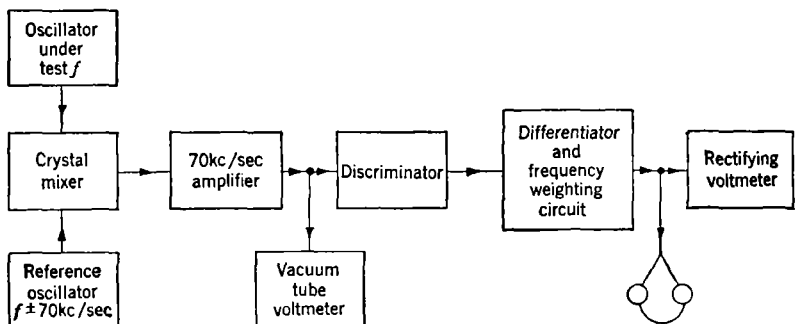 Oscillator
under
test f
Crystal
mixer
Reference
oscillator
f ± 70kc/sec
70kc/sec
amplifier
Vacuum
tube
voltmeter
Discriminator
Differentiator
and
frequency
weighting
circuit
Rectifying
voltmeter